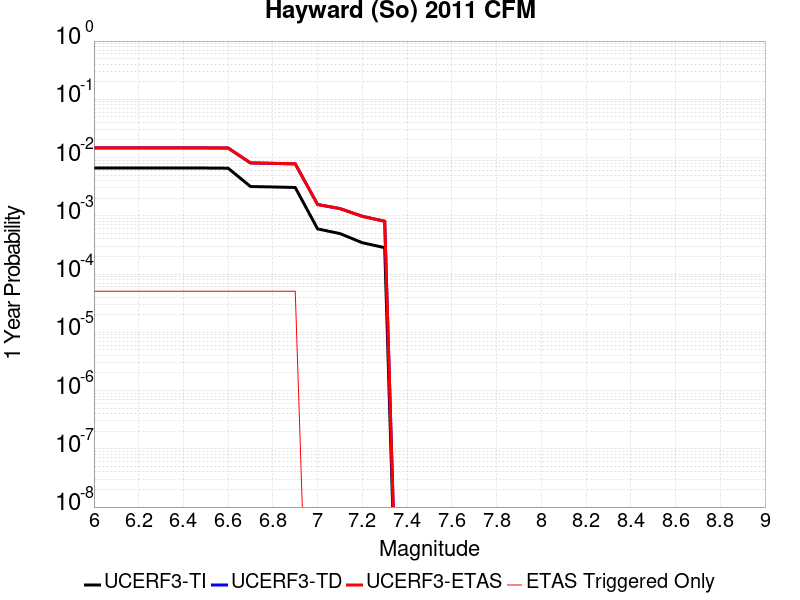 Hayward (So) 2011 CFM
10^0
10^-1
10^-2
10^-3
10^-4
10^-5
10^-6
10^-7
10^-8
1 Year Probability
6 6.2 6.4 6.6 6.8 7 7.2 7.4 7.6 7.8 8 8.2 8.4 8.6 8.8 9
Magnitude
UCERF3-TI UCERF3-TD UCERF3-ETAS ETAS Triggered Only